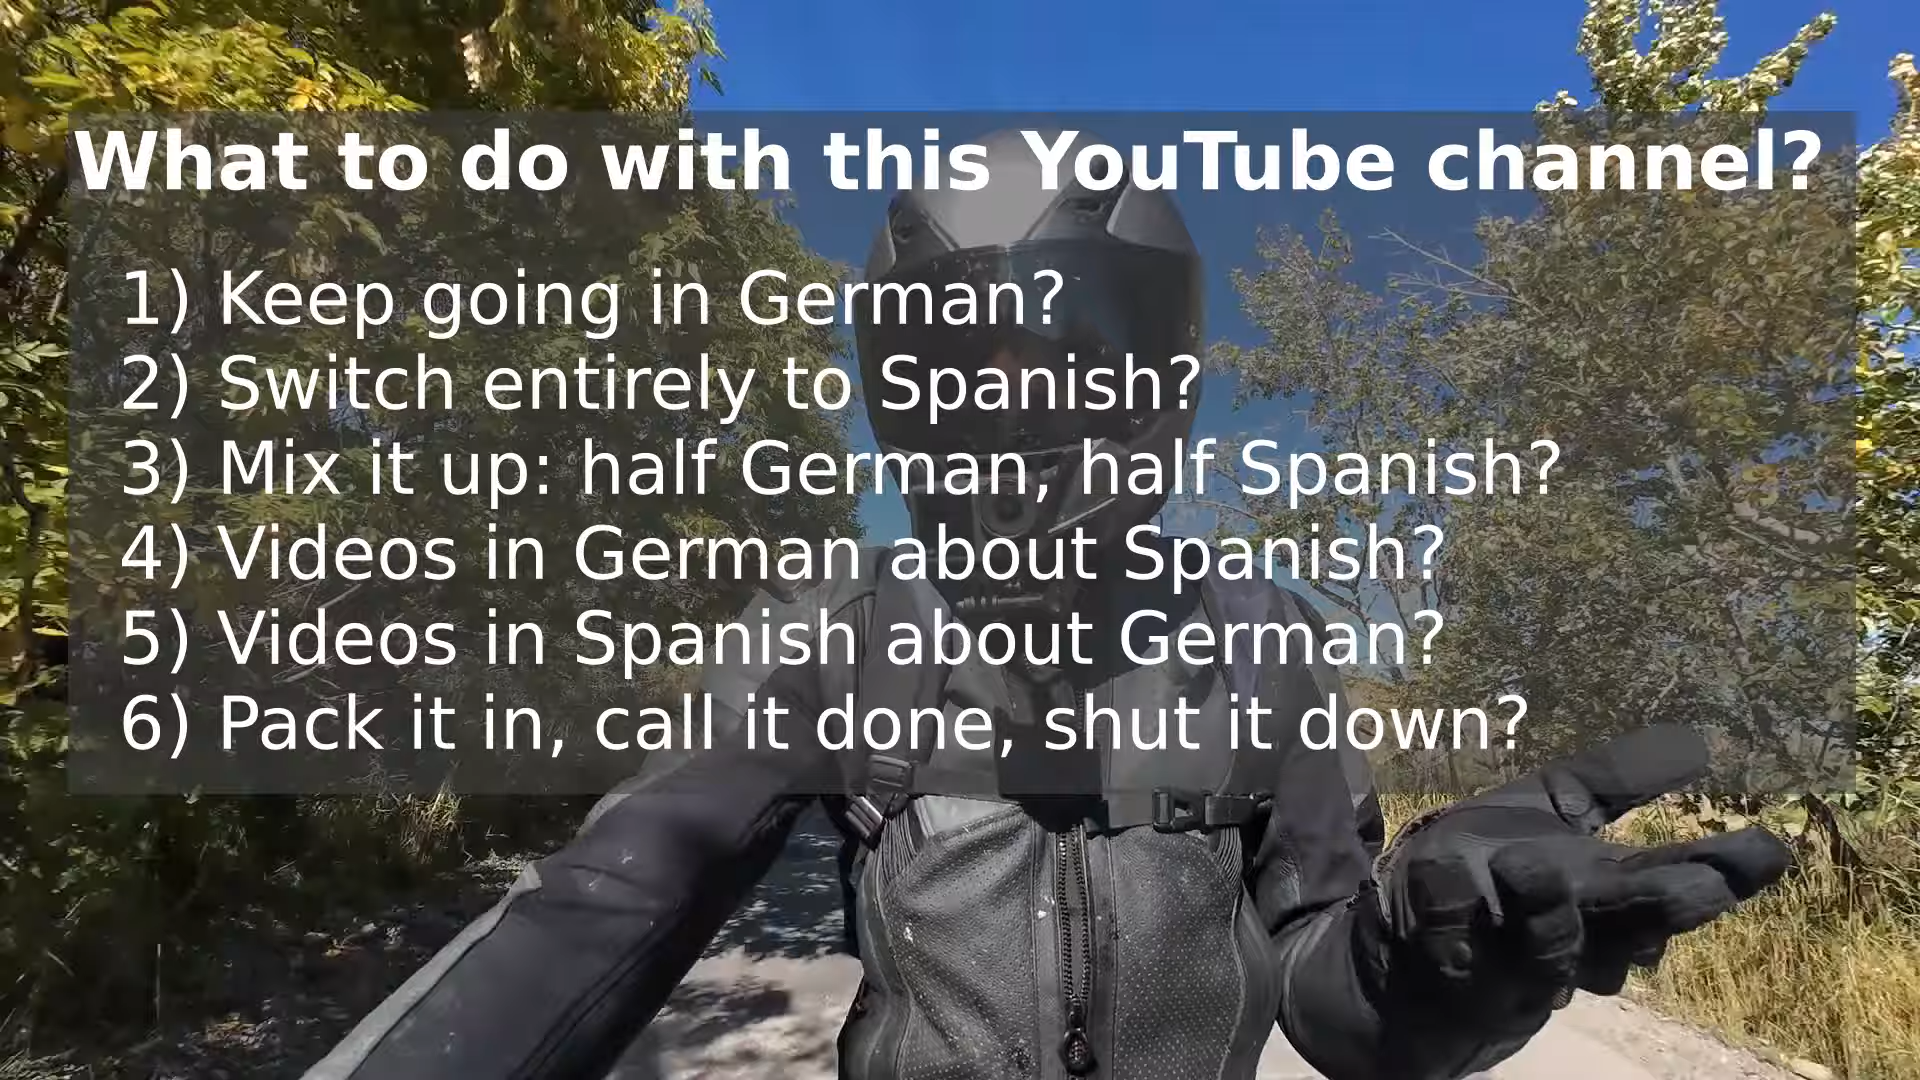 What to do with this YouTube channel?
1) Keep going in German?
2) Switch entirely to Spanish?
3) Mix it up: half German, half Spanish?
4) Videos in German about Spanish?
5) Videos in Spanish about German?
6) Pack it in, call it done, shut it down?